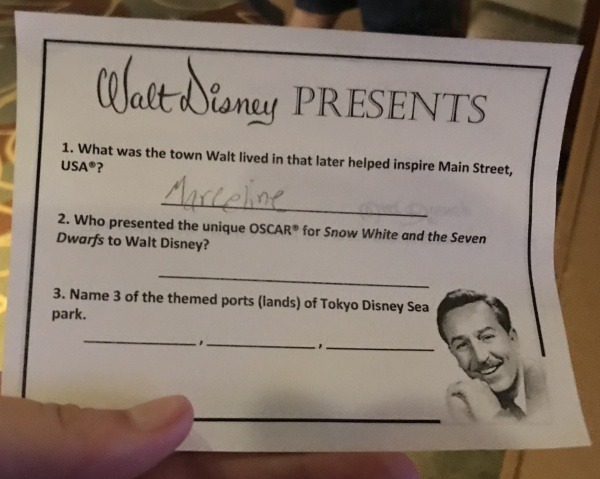 Walt Disney PRESENTS
1. What was the town Walt lived in that later helped inspire Main Street,
USA®?
Marceline
2. Who presented the unique OSCAR® for Snow White and the Seven
Dwarfs to Walt Disney?
3. Name 3 of the themed ports (lands) of Tokyo Disney Sea
park.